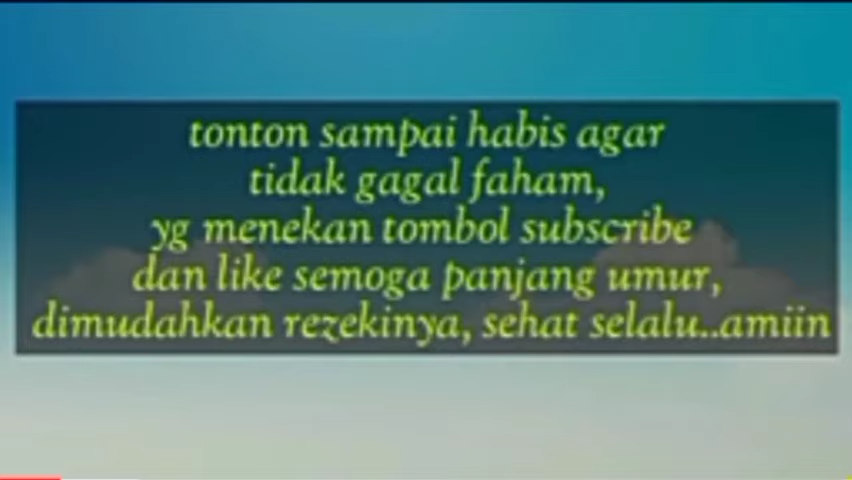 tonton sampai habis agar
tidak gagal faham,
yg menekan tombol subscribe
dan like semoga panjang umur,
dimudahkan rezekinya, sehat selalu..amiin